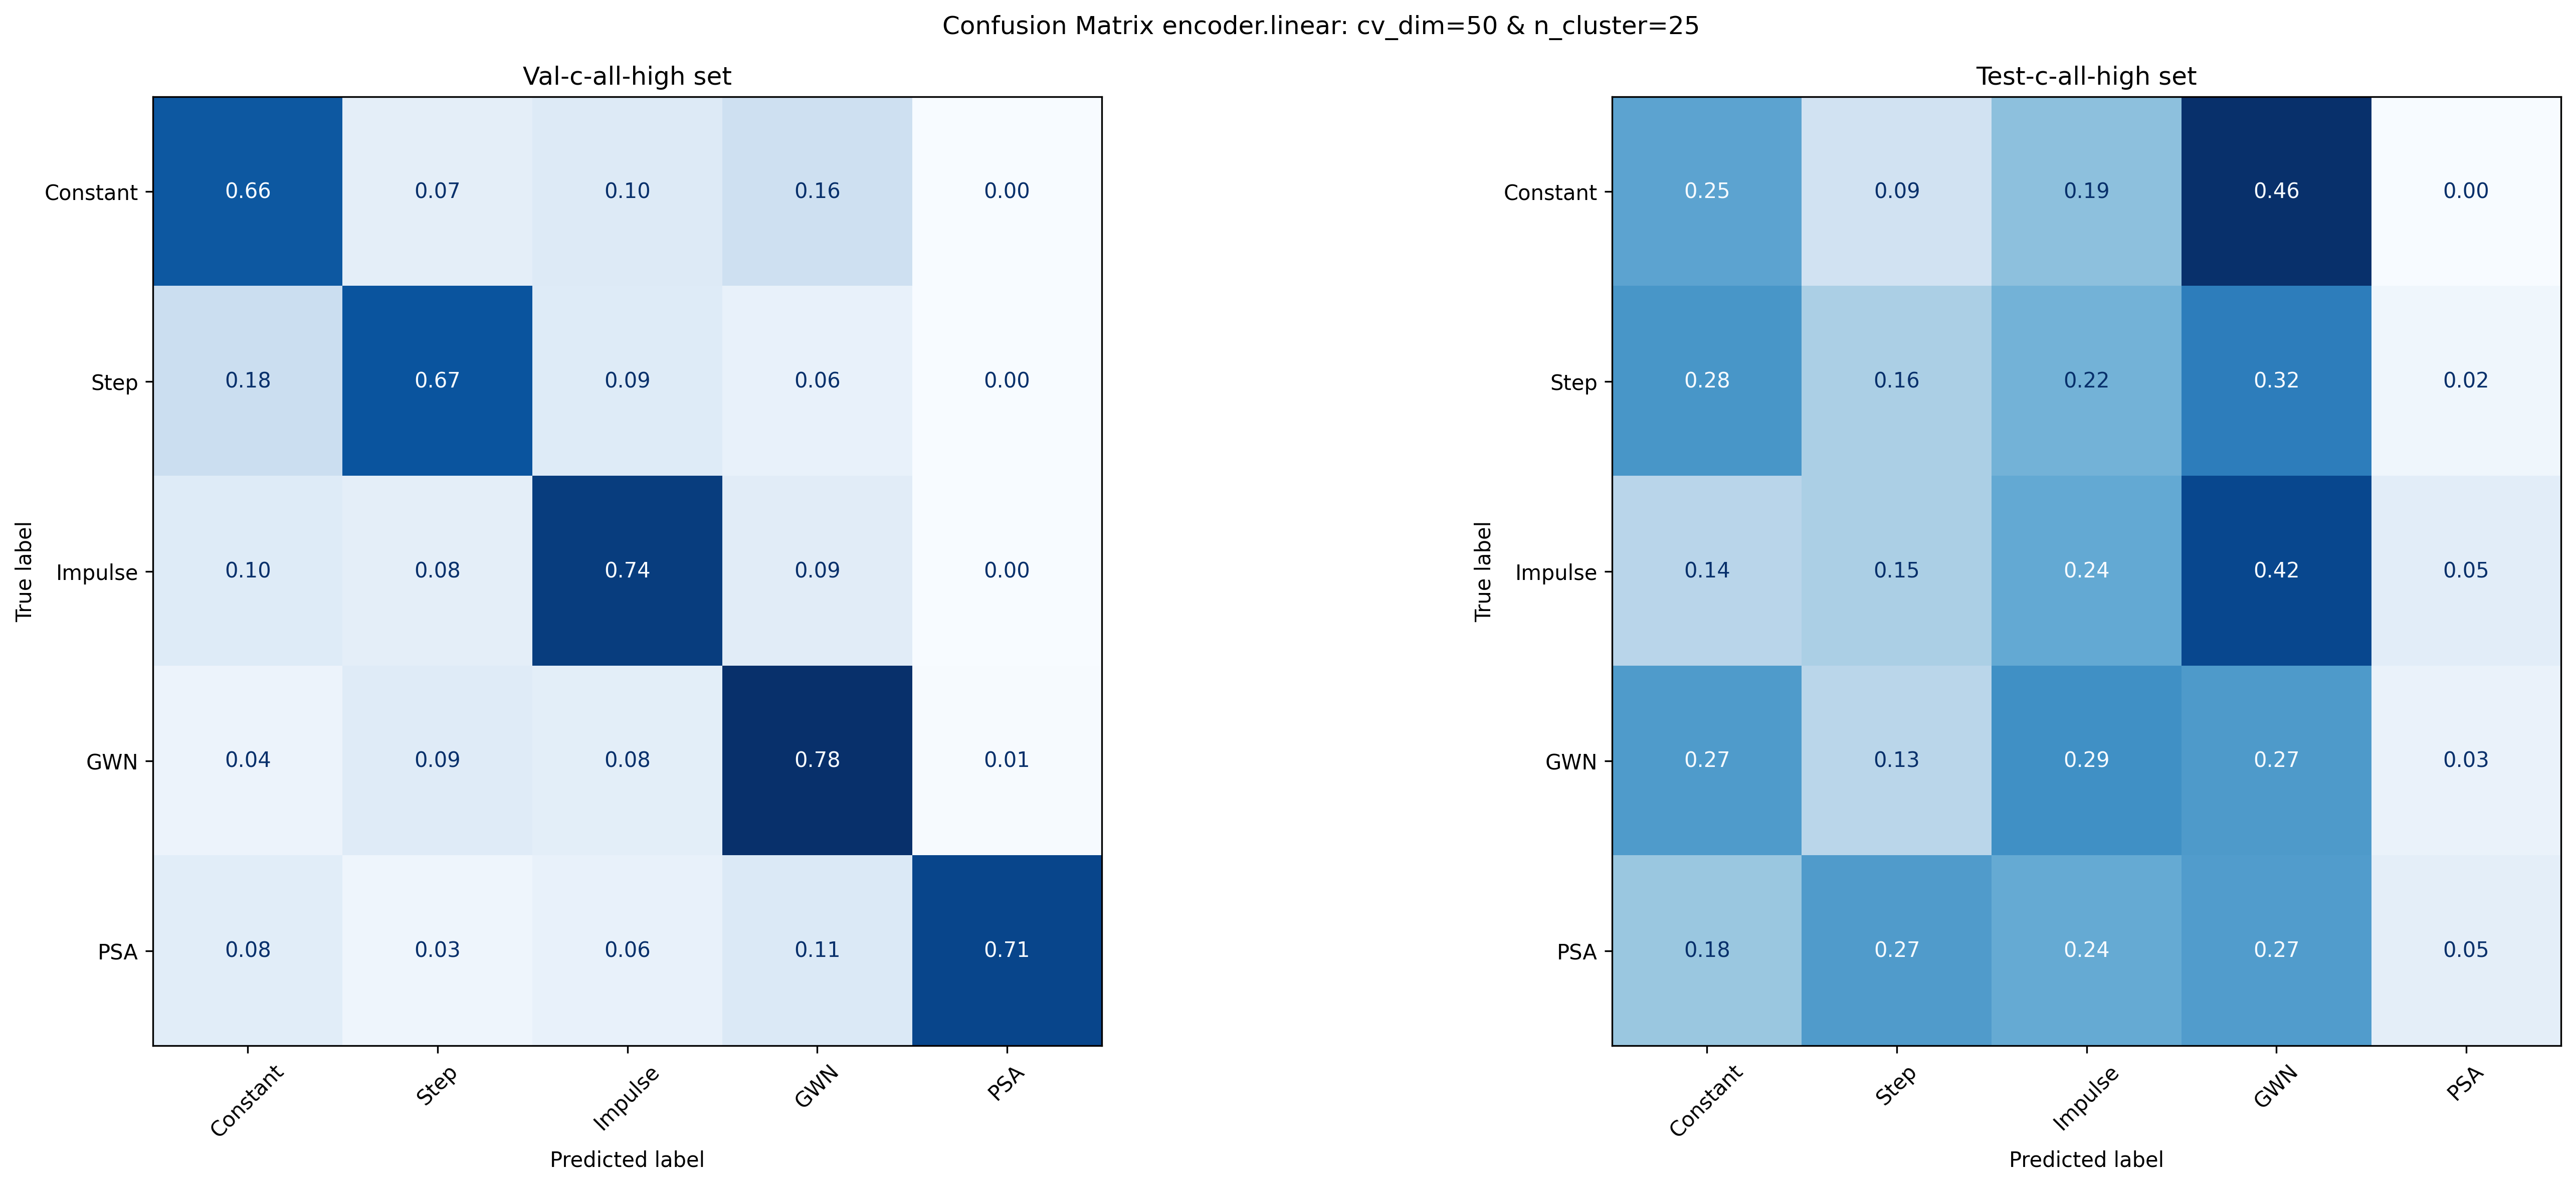 Confusion Matrix encoder.linear: cv_dim=50 & n_cluster=25
Val-c-all-high set
True label
Constant 0.66 0.07 0.10 0.16 0.00
Step 0.18 0.67 0.09 0.06 0.00
Impulse 0.10 0.08 0.74 0.09 0.00
GWN 0.04 0.09 0.08 0.78 0.01
PSA 0.08 0.03 0.06 0.11 0.71
Constant Step Impulse GWN PSA
Predicted label
Test-c-all-high set
True label
Constant 0.25 0.09 0.19 0.46 0.00
Step 0.28 0.16 0.22 0.32 0.02
Impulse 0.14 0.15 0.24 0.42 0.05
GWN 0.27 0.13 0.29 0.27 0.03
PSA 0.18 0.27 0.24 0.27 0.05
Constant Step Impulse GWN PSA
Predicted label